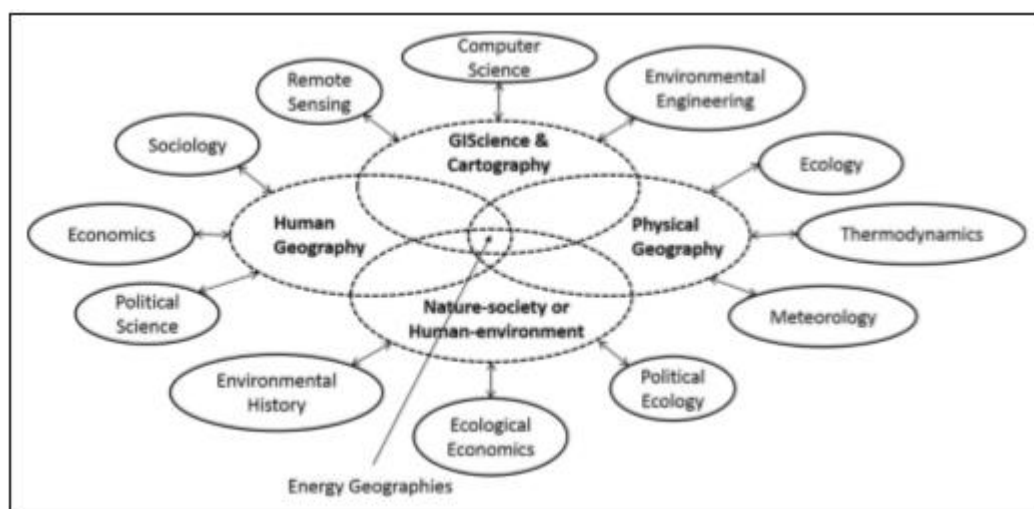 Computer
Science
Remote
Sensing
Environmental
Engineering
Sociology
GIScience &
Cartography
Ecology
Economics
Human
Geography
Physical
Geography
Thermodynamics
Political
Science
Nature-society or
Human-environment
Meteorology
Environmental
History
Political
Ecology
Ecological
Economics
Energy Geographies